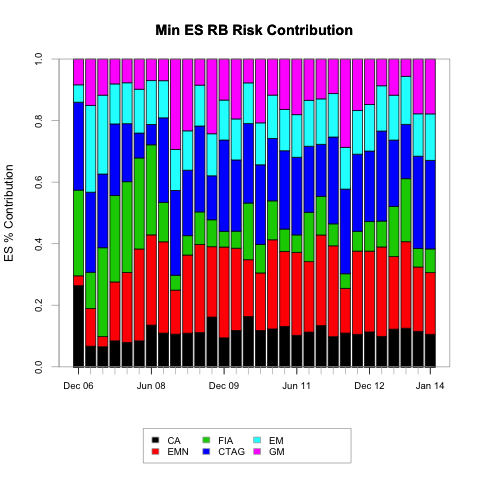 Min ES RB Risk Contribution
ES % Contribution
1.0
0.8
0.6
0.4
0.2
0.0
Dec 06 Jun 08 Dec 09 Jun 11 Dec 12 Jan 14
CA FIA EM
EMN CTAG GM